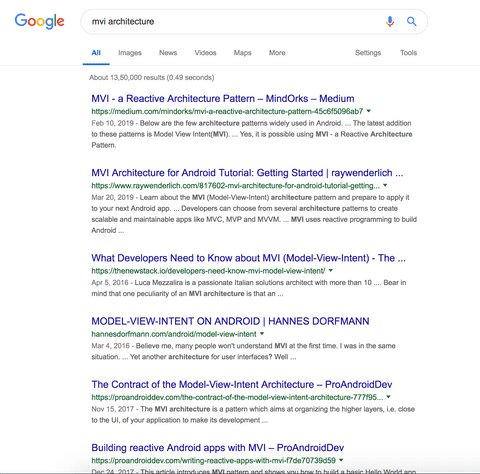 Google
mvi architecture
All Images News Videos Maps More Settings Tools
About 13,50,000 results (0.49 seconds)
MVI - a Reactive Architecture Pattern – MindOrks – Medium
https://medium.com/mindorks/mvi-a-reactive-architecture-pattern-45c6f5096ab7
Feb 10, 2019 - Below are the few architecture patterns widely used in Android. ... The latest addition
to these patterns is Model View Intent(MVI). ... Yes, it is possible using MVI - a Reactive Architecture
Pattern.
MVI Architecture for Android Tutorial: Getting Started | raywenderlich ...
https://www.raywenderlich.com/817602-mvi-architecture-for-android-tutorial-getting...
Mar 20, 2019 - Learn about the MVI (Model-View-Intent) architecture pattern and prepare to apply it
to your next Android app. ... Developers can choose from several architecture patterns to create
scalable and maintainable apps like MVC, MVP and MVVM. ... MVI uses reactive programming to build
Android ...
What Developers Need to Know about MVI (Model-View-Intent) - The ...
https://thenewstack.io/developers-need-know-mvi-model-view-intent/
Apr 5, 2016 - Luca Mezzalira is a passionate Italian solutions architect with more than 10 .... Bear in
mind that one peculiarity of an MVI architecture is that an ...
MODEL-VIEW-INTENT ON ANDROID | HANNES DORFMANN
hannesdorfmann.com/android/model-view-intent
Mar 4, 2016 - Believe me, many people won't understand MVI at the first time. I was in the same
situation. ... Yet another architecture for user interfaces? Well ...
The Contract of the Model-View-Intent Architecture – ProAndroidDev
https://proandroiddev.com/the-contract-of-the-model-view-intent-architecture-777f95...
Nov 15, 2017 - The MVI architecture is a pattern which aims at organizing the higher layers, i.e. close
to the UI, of your application to make its development ...
Building reactive Android apps with MVI – ProAndroidDev
https://proandroiddev.com/writing-reactive-apps-with-mvi-f7de70739d59
Dec 24, 2017 - This article introduces MVI pattern and shows you how to build a basic Hello World app